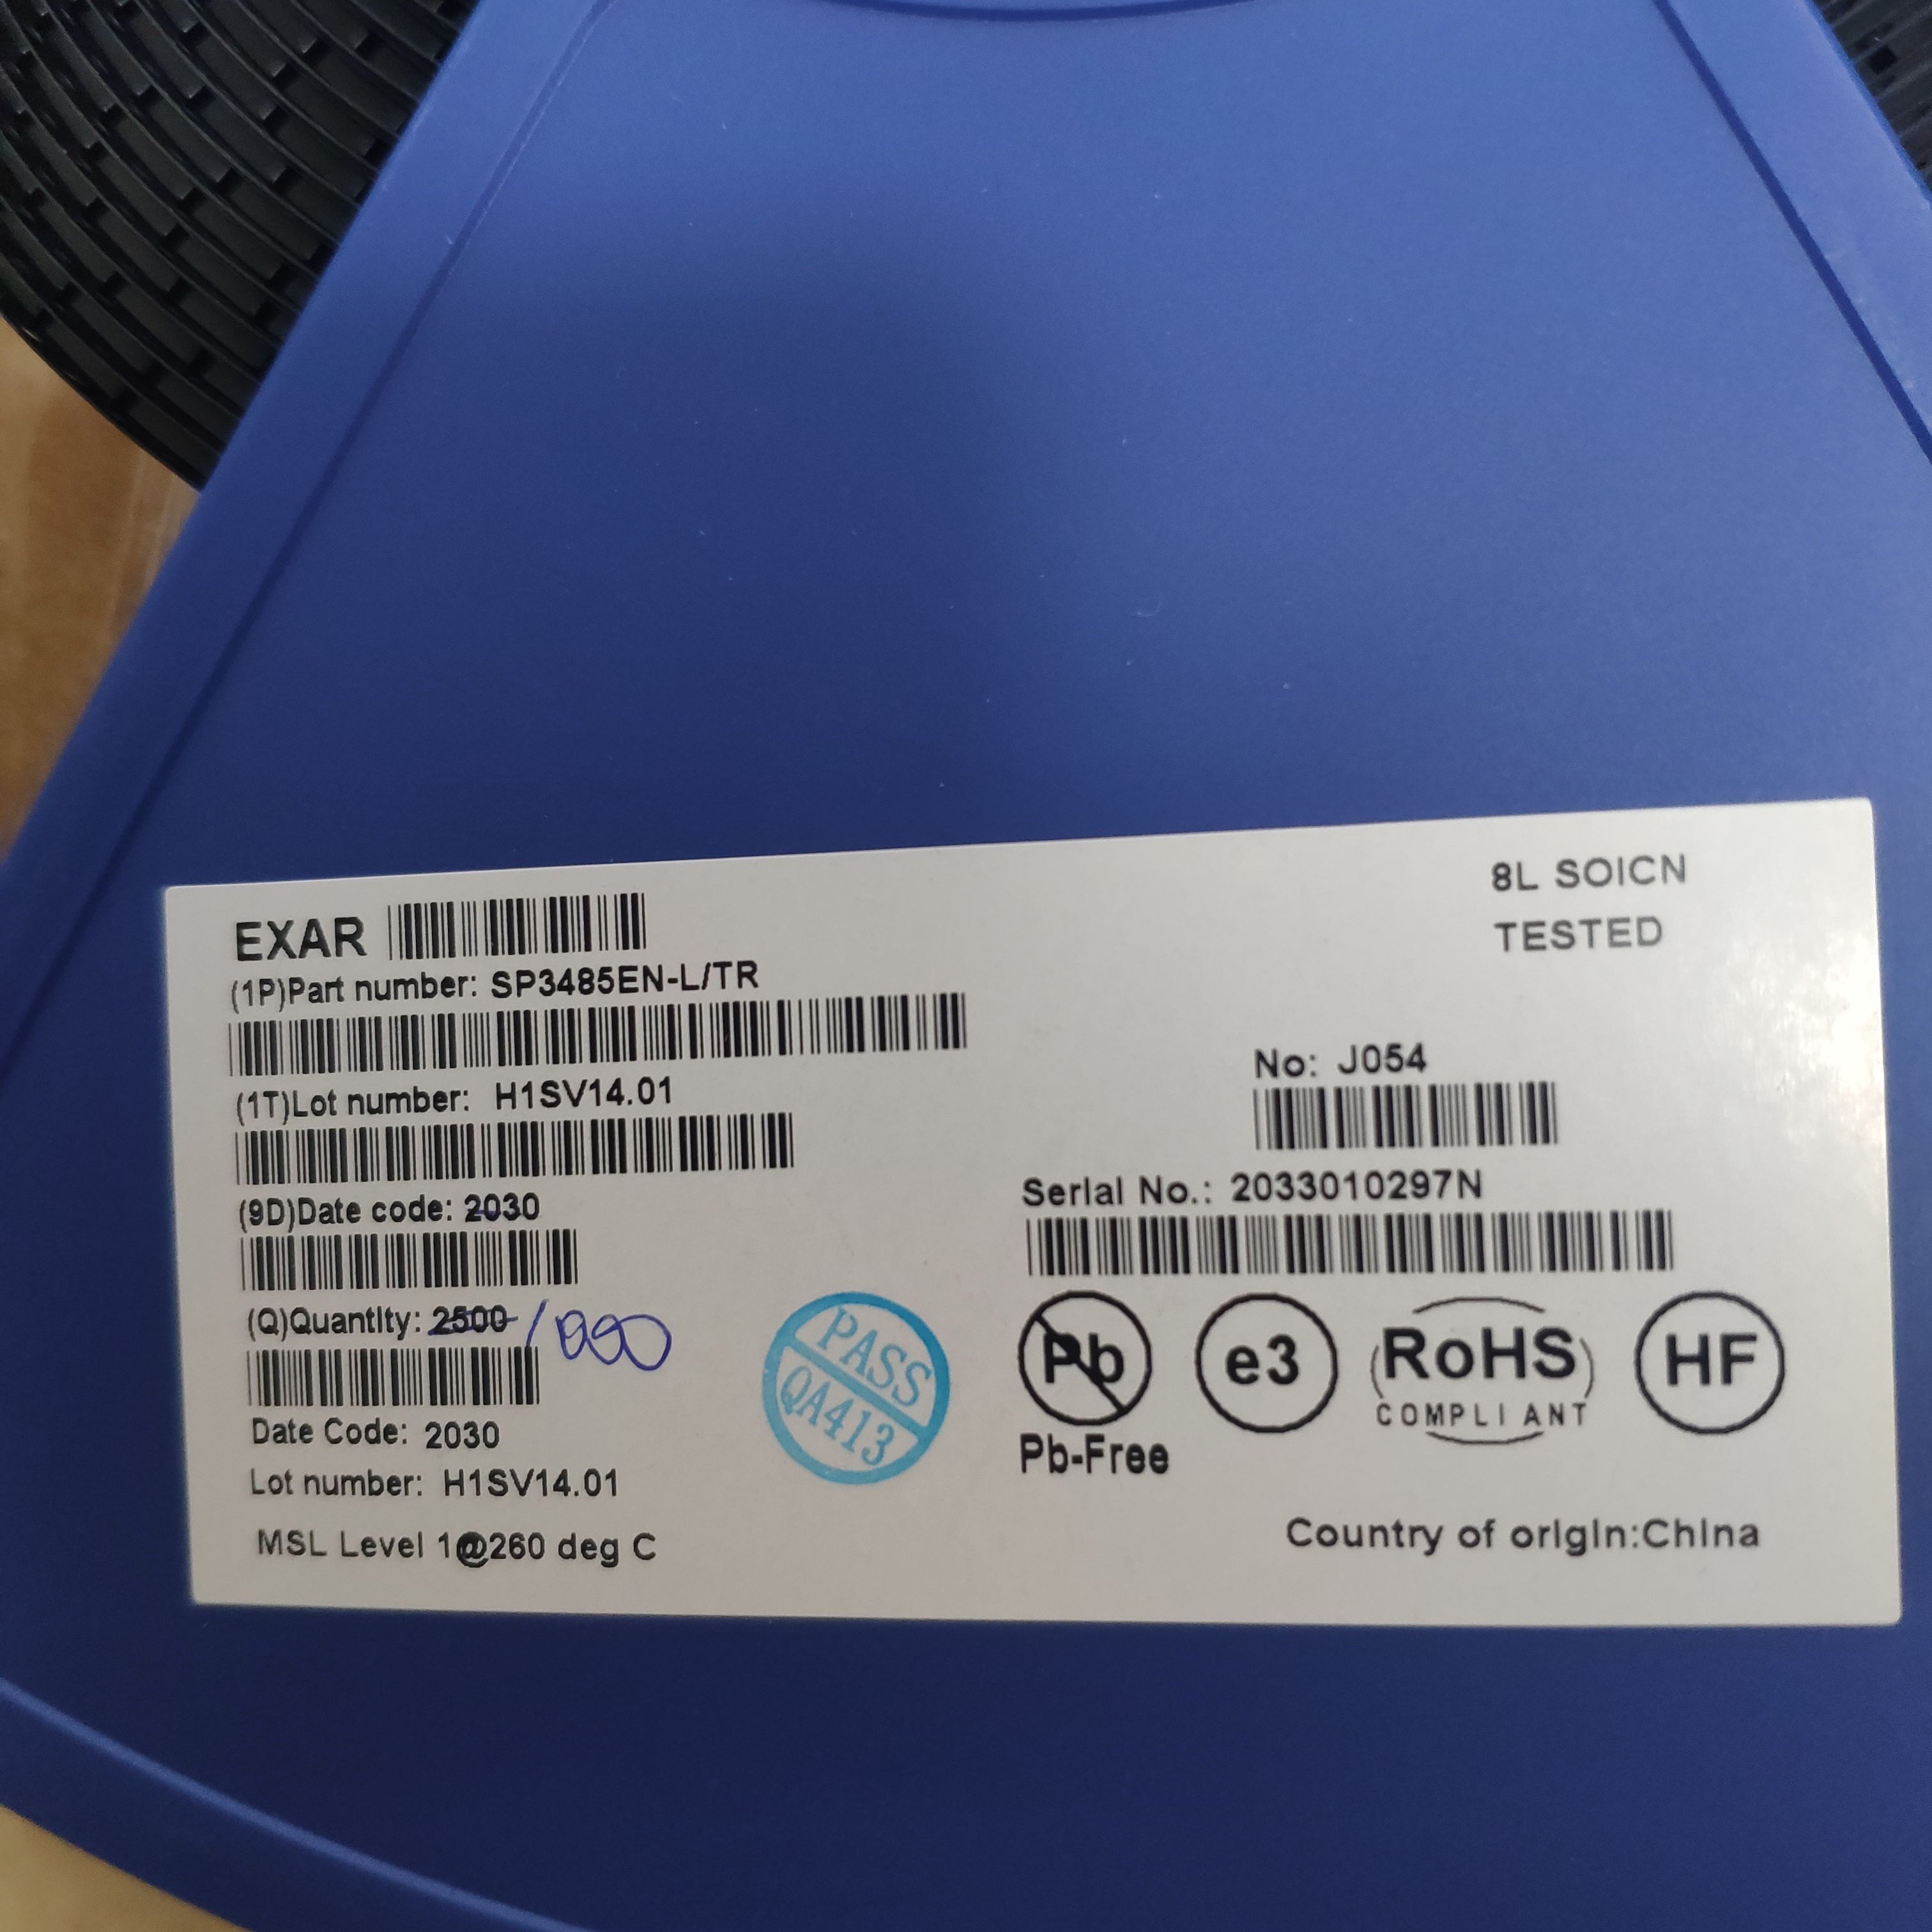 EXAR
(1P)Part number: SP3485EN-L/TR
(1T)Lot number: H1SV14.01
(9D)Date code: 2030
(Q)Quantity: 2500 1000
Date Code: 2030
Lot number: H1SV14.01
MSL Level 1@260 deg C
PASS
QA413
8L SOICN
TESTED
No: J054
Serial No.: 2033010297N
Pb
Pb-Free
e3
RoHS
COMPLIANT
HF
Country of origin:China